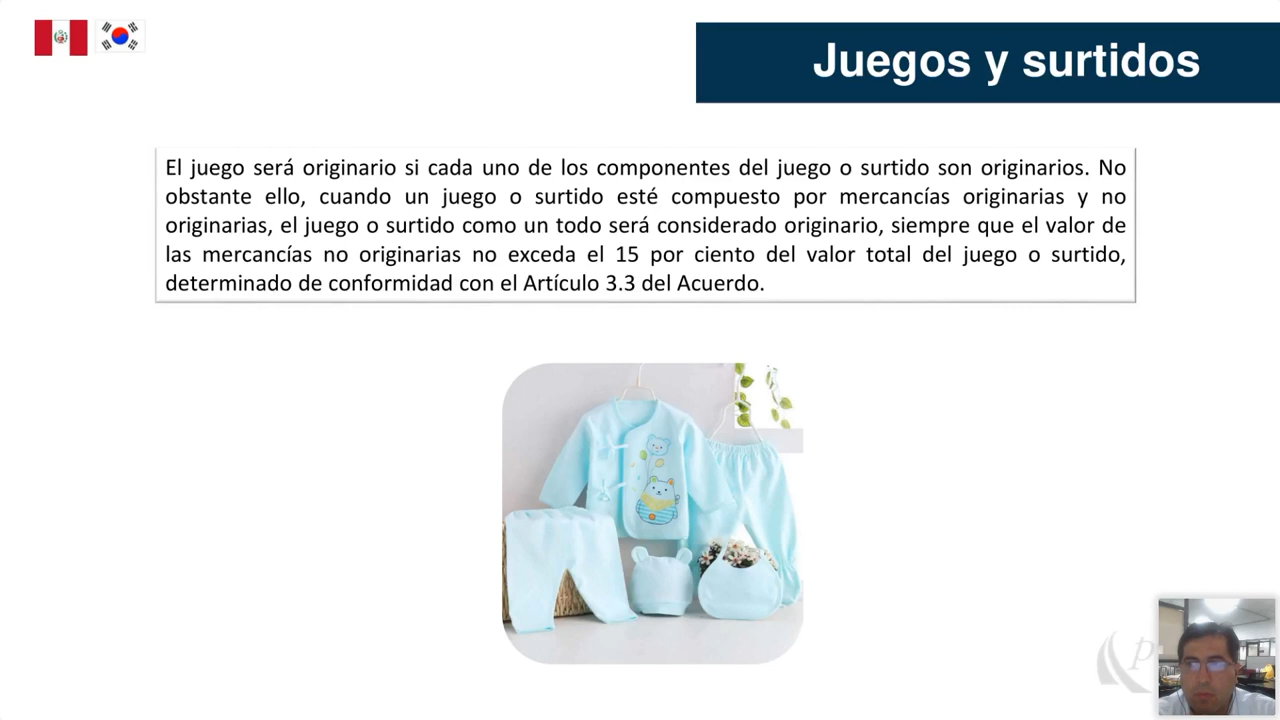 Juegos y surtidos
El juego será originario si cada uno de los componentes del juego o surtido son originarios. No
obstante ello, cuando un juego o surtido esté compuesto por mercancías originarias y no
originarias, el juego o surtido como un todo será considerado originario, siempre que el valor de
las mercancías no originarias no exceda el 15 por ciento del valor total del juego o surtido,
determinado de conformidad con el Artículo 3.3 del Acuerdo.